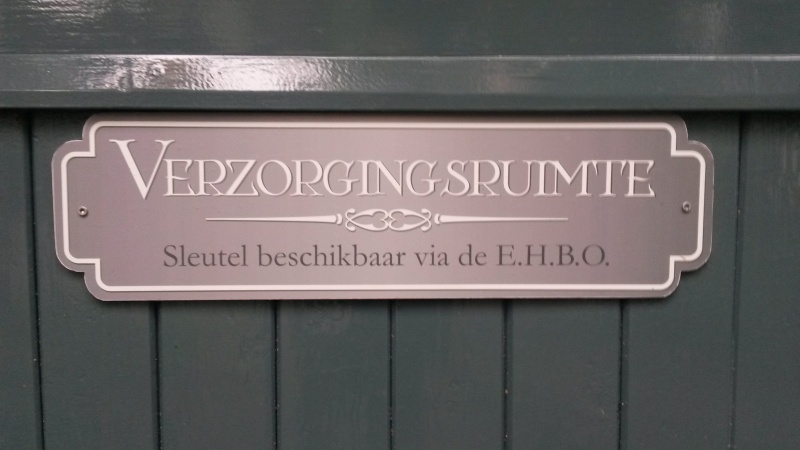 VERZORGINGSRUIMTE
Sleutel beschikbaar via de E.H.B.O.